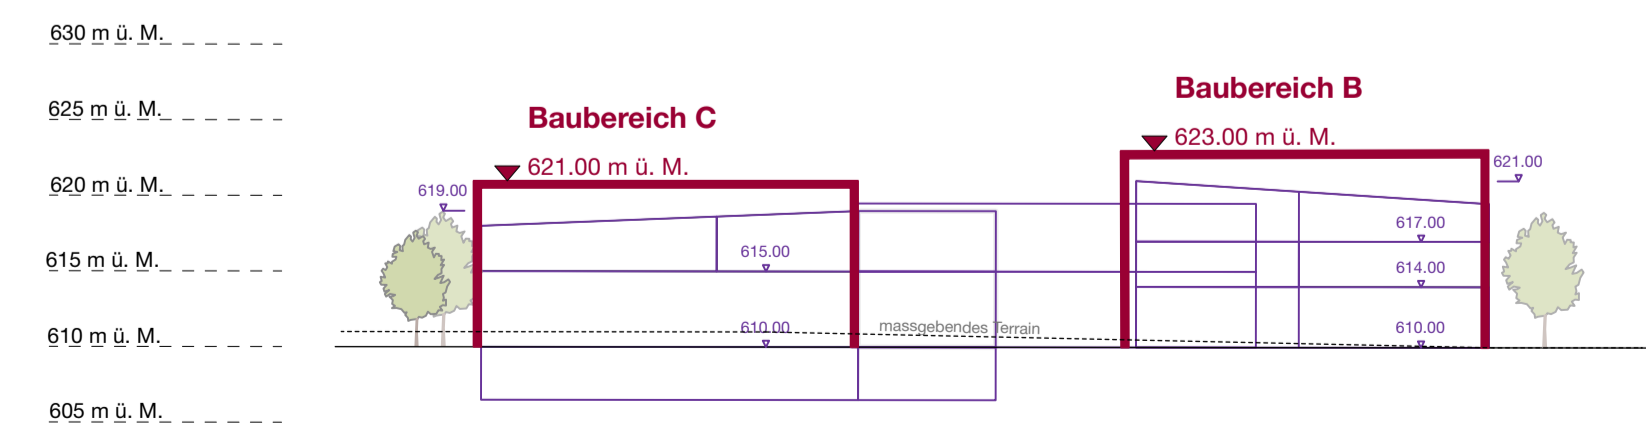 630 m ü. M.
Baubereich B
625 m ü. M.
Baubereich C
623.00 m ü. M.
621.00 m ü. M.
621.00
620 m ü. M.
619.00
617.00
615.00
615 m ü. M.
614.00
610 m ü. M.
610.00
massgebendes Terrain
610.00
605 m ü. M.